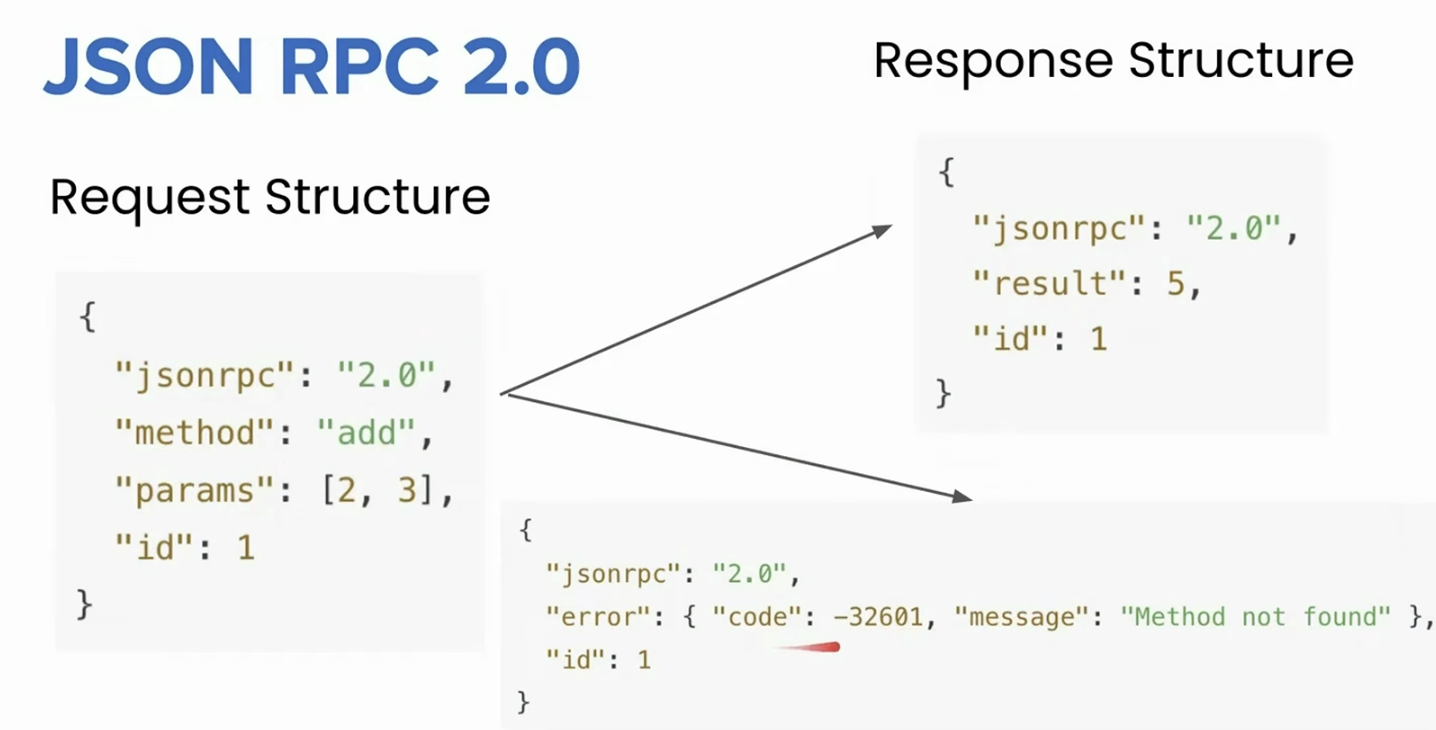 JSON RPC 2.0
Request Structure
{
"jsonrpc": "2.0",
"method": "add",
"params": [2, 3],
"id": 1
}
Response Structure
{
"jsonrpc": "2.0",
"result": 5,
"id": 1
}
{
"jsonrpc": "2.0",
"error": { "code": -32601, "message": "Method not found" },
"id": 1
}